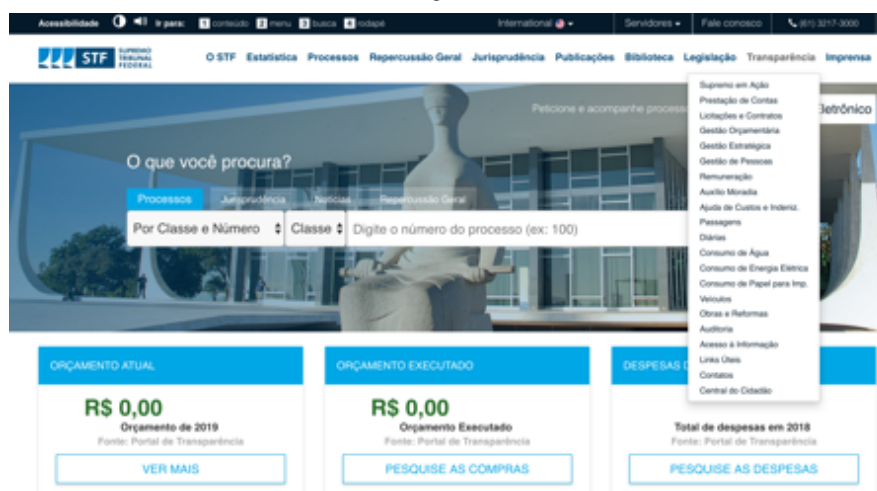 Acessibilidade Ir para: 1 conteúdo 2 menu 3 busca 4 rodapé International Servidores Fale conosco (61) 3217-3000
STF SUPREMO TRIBUNAL FEDERAL
O STF Estatística Processos Repercussão Geral Jurisprudência Publicações Biblioteca Legislação Transparência Imprensa
Supremo em Ação
Prestação de Contas
Licitações e Contratos
Gestão Orçamentária
Gestão Estratégica
Gestão de Pessoas
Remuneração
Auxílio Moradia
Ajuda de Custos e Indeniz.
Passagens
Diárias
Consumo de Água
Consumo de Energia Elétrica
Consumo de Papel para Imp.
Veículos
Obras e Reformas
Auditoria
Acesso à Informação
Links Úteis
Contatos
Central do Cidadão
Peticione e acompanhe processo letrônico
O que você procura?
Processos Jurisprudência Notícias Repercussão Geral
Por Classe e Número Classe Digite o número do processo (ex: 100)
ORÇAMENTO ATUAL
R$ 0,00
Orçamento de 2019
Fonte: Portal de Transparência
VER MAIS
ORÇAMENTO EXECUTADO
R$ 0,00
Orçamento Executado
Fonte: Portal de Transparência
PESQUISE AS COMPRAS
DESPESAS
Total de despesas em 2018
Fonte: Portal de Transparência
PESQUISE AS DESPESAS